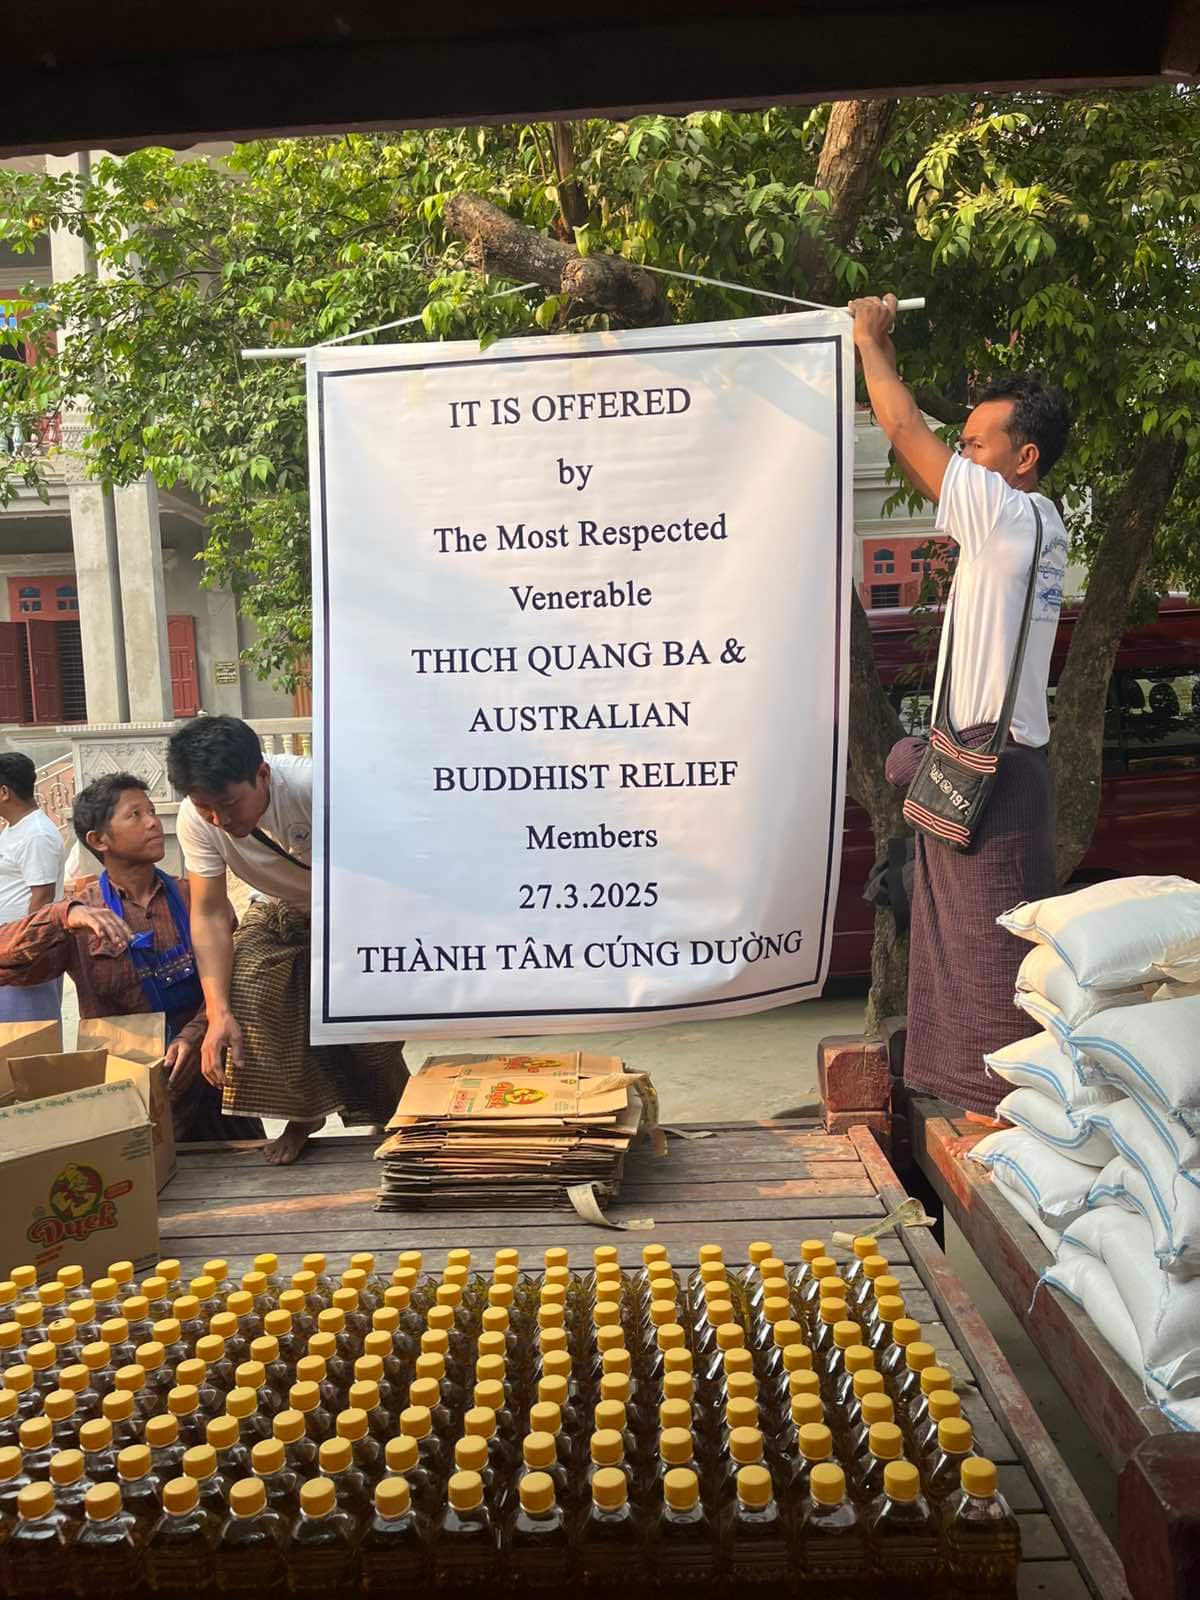 IT IS OFFERED
by
The Most Respected
Venerable
THICH QUANG BA &
AUSTRALIAN
BUDDHIST RELIEF
Members
27.3.2025
THÀNH TÂM CÚNG DƯỜNG
Duck